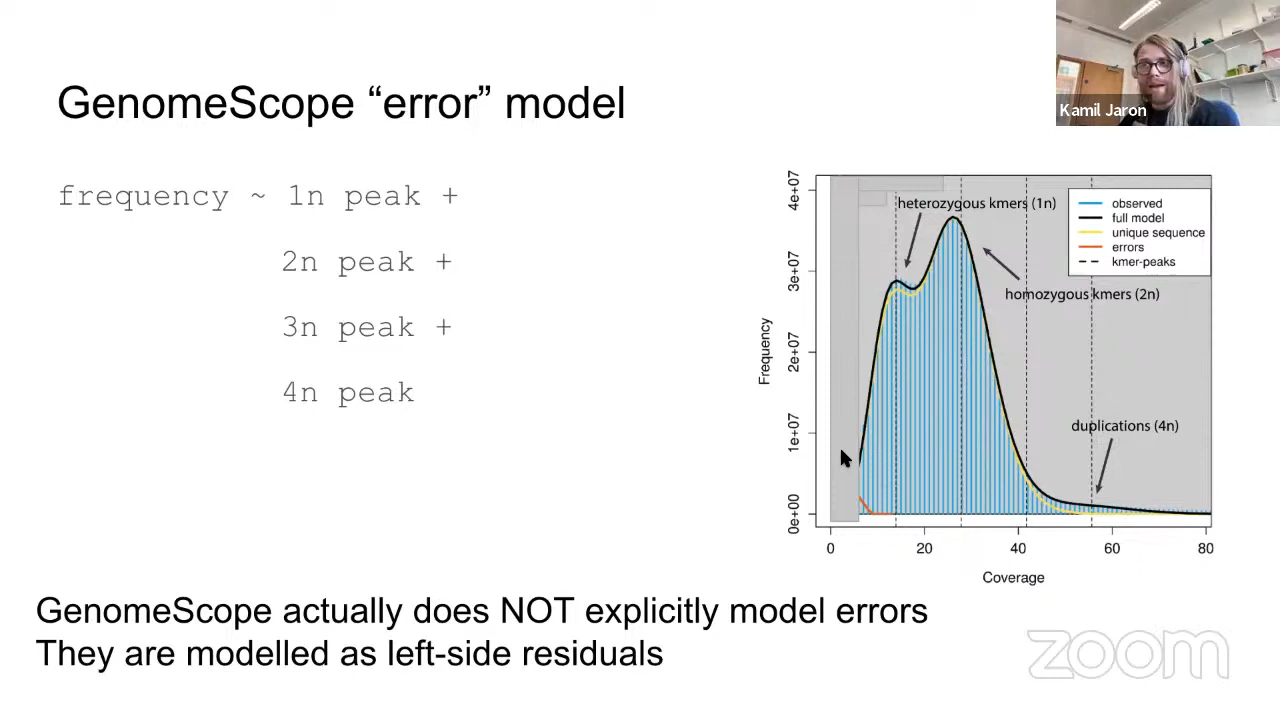 Kamil Jaron
GenomeScope “error” model
frequency ~ 1n peak +
2n peak +
3n peak +
4n peak
4e+07
3e+07
2e+07
1e+07
0e+00
Frequency
heterozygous kmers (1n)
homozygous kmers (2n)
duplications (4n)
observed
full model
unique sequence
errors
kmer-peaks
0 20 40 60 80
Coverage
GenomeScope actually does NOT explicitly model errors
They are modelled as left-side residuals
zoom